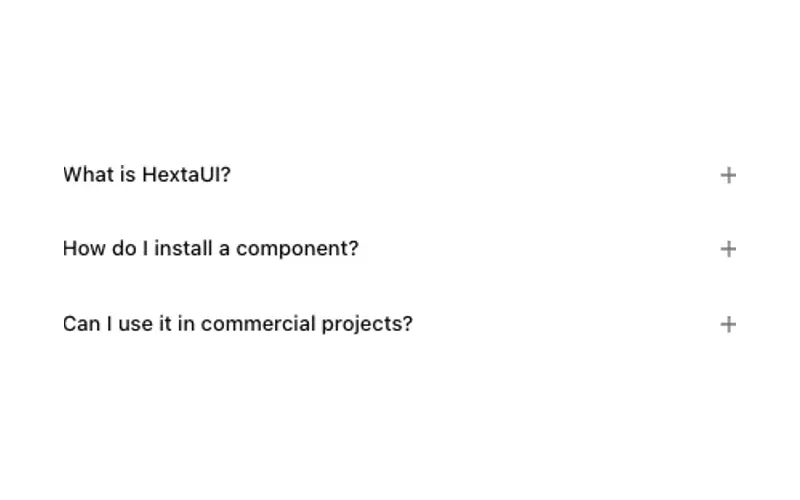 What is HextaUI?
How do I install a component?
Can I use it in commercial projects?